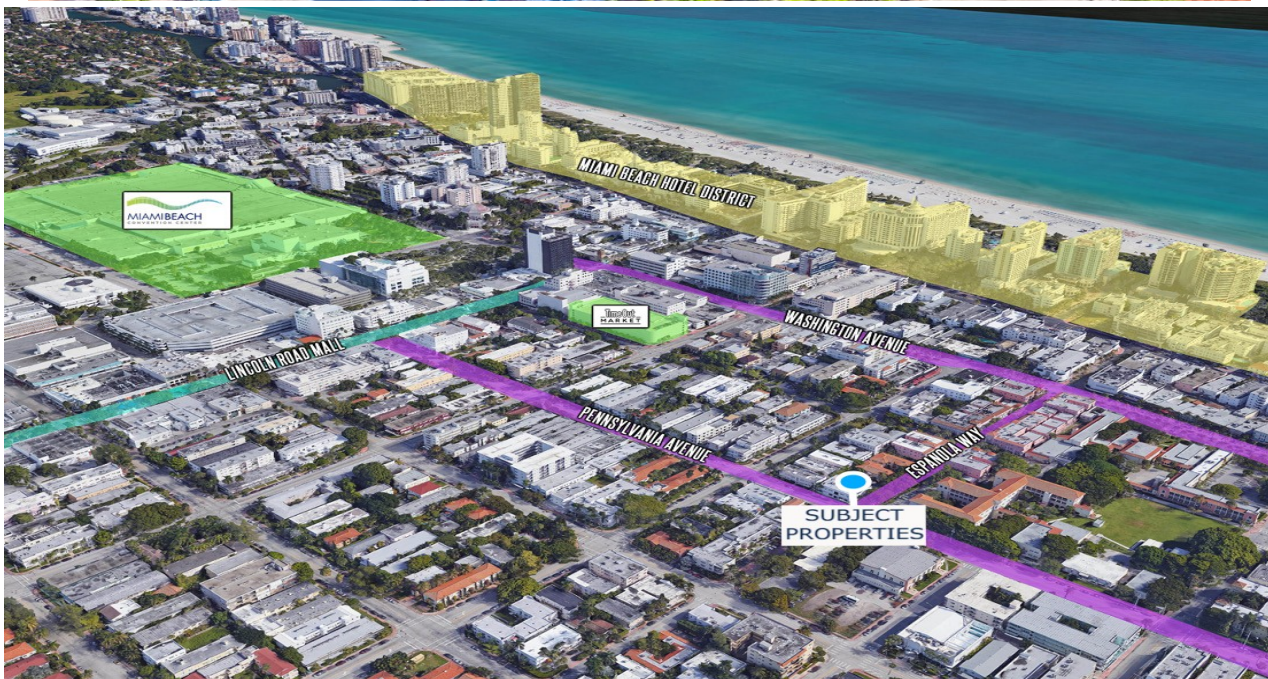 MIAMI BEACH HOTEL DISTRICT
MIAMIBEACH
CONVENTION CENTER
TimeOut
MARKET
WASHINGTON AVENUE
LINCOLN ROAD MALL
PENNSYLVANIA AVENUE
ESPANOLA WAY
SUBJECT
PROPERTIES